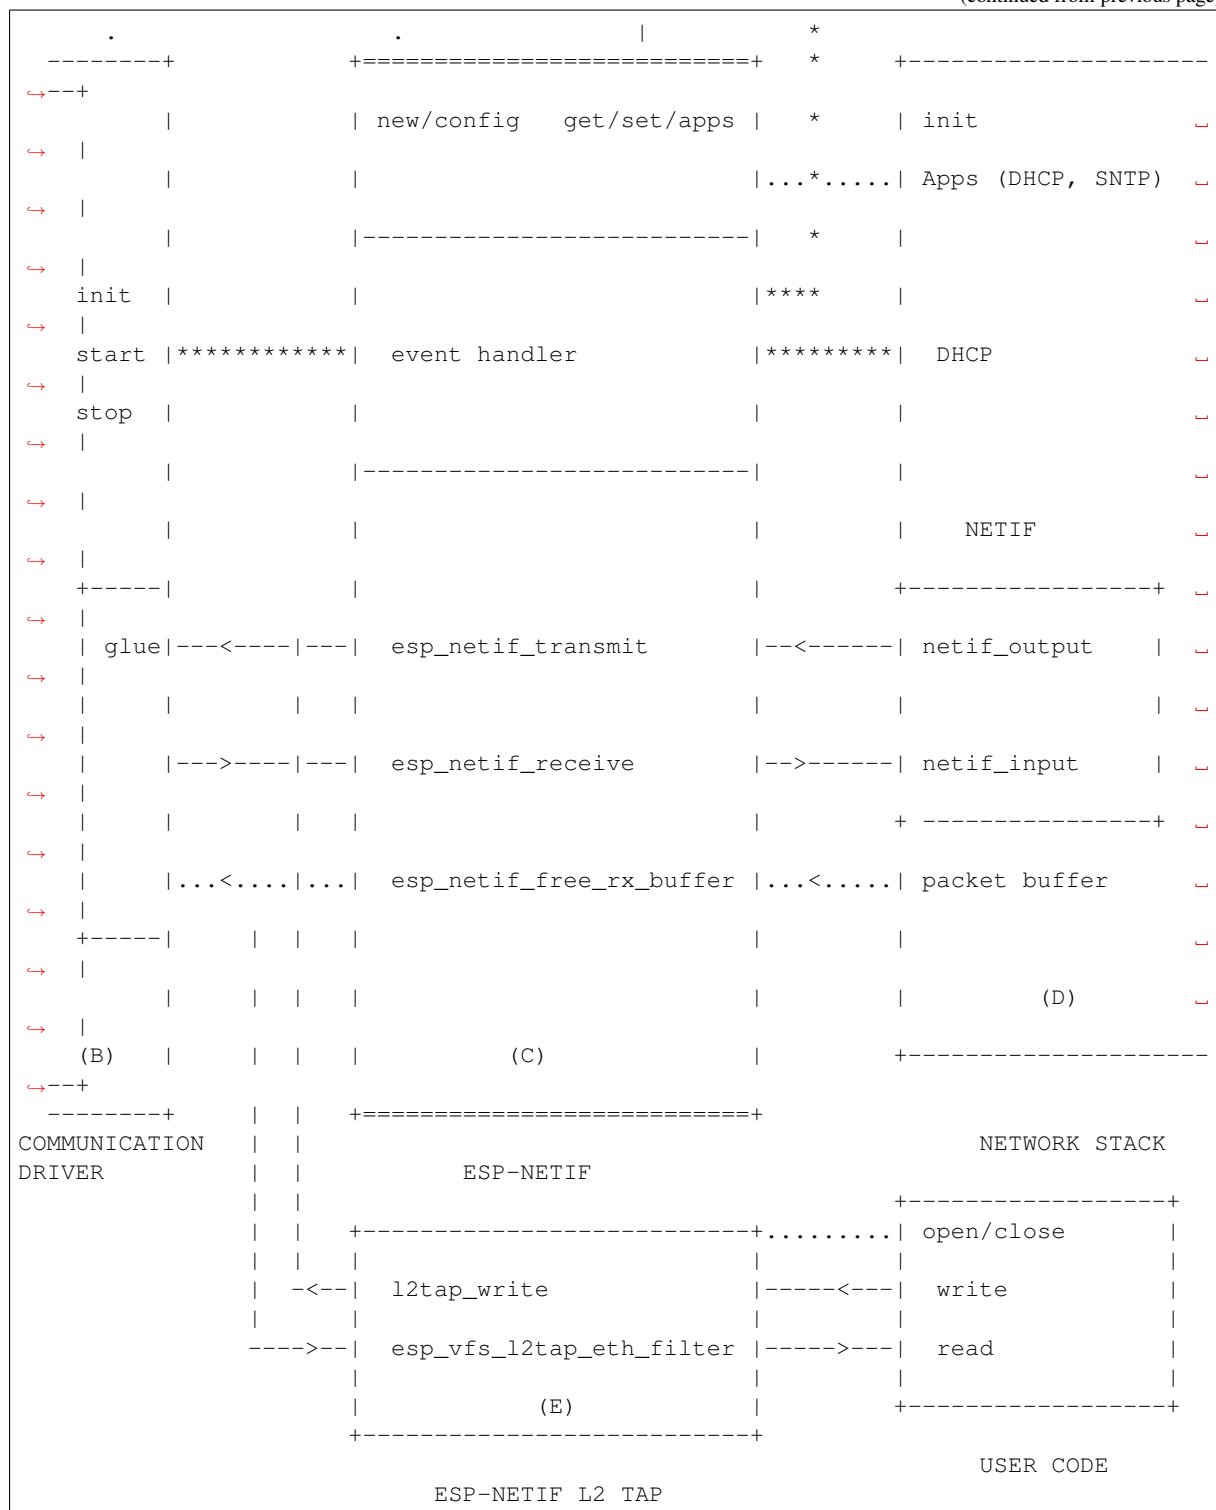 (continued from previous page)
      .                    .                |           *
  --------+            +===========================+    *     +---------------------
↪--+
          |            | new/config   get/set/apps |    *     | init               ␣
↪  |
          |            |                           |...*.....| Apps (DHCP, SNTP)  ␣
↪  |
          |            |---------------------------|    *     |                    ␣
↪  |
    init  |            |                           |****     |                    ␣
↪  |
    start |************|  event handler            |*********|  DHCP              ␣
↪  |
    stop  |            |                           |         |                    ␣
↪  |
          |            |---------------------------|         |                    ␣
↪  |
          |            |                           |         |    NETIF           ␣
↪  |
    +-----|            |                           |         +-----------------+  ␣
↪  |
    | glue|---<----|---|  esp_netif_transmit       |--<------| netif_output    |  ␣
↪  |
    |     |        |   |                           |         |                 |  ␣
↪  |
    |     |--->----|---|  esp_netif_receive        |-->------| netif_input     |  ␣
↪  |
    |     |        |   |                           |         + ----------------+  ␣
↪  |
    |     |...<....|...|  esp_netif_free_rx_buffer |...<.....| packet buffer      ␣
↪  |
    +-----|     |  |   |                           |         |                    ␣
↪  |
          |     |  |   |                           |         |         (D)        ␣
↪  |
    (B)   |     |  |   |          (C)              |         +---------------------
↪--+
  --------+     |  |   +===========================+
COMMUNICATION   |  |                                               NETWORK STACK
DRIVER          |  |           ESP-NETIF
                |  |                                         +------------------+
                |  |   +---------------------------+.........| open/close       |
                |  |   |                           |         |                  |
                |  -<--|  l2tap_write              |-----<---|  write           |
                |      |                           |         |                  |
                ---->--|  esp_vfs_l2tap_eth_filter |----->---|  read            |
                       |                           |         |                  |
                       |            (E)            |         +------------------+
                       +---------------------------+
                                                                   USER CODE
                             ESP-NETIF L2 TAP